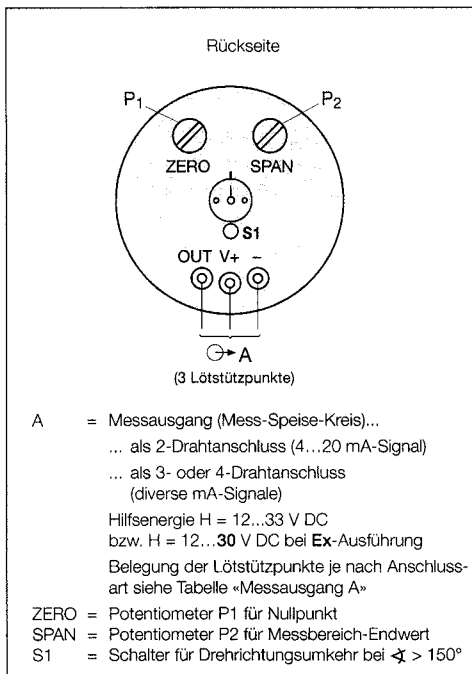 Rückseite
P1 P2
ZERO SPAN
S1
OUT V+ –
A
(3 Lötstützpunkte)
A = Messausgang (Mess-Speise-Kreis)...
... als 2-Drahtanschluss (4...20 mA-Signal)
... als 3- oder 4-Drahtanschluss
(diverse mA-Signale)
Hilfsenergie H = 12...33 V DC
bzw. H = 12...30 V DC bei Ex-Ausführung
Belegung der Lötstützpunkte je nach Anschluss-
art siehe Tabelle «Messausgang A»
ZERO = Potentiometer P1 für Nullpunkt
SPAN = Potentiometer P2 für Messbereich-Endwert
S1 = Schalter für Drehrichtungsumkehr bei ∢ > 150°